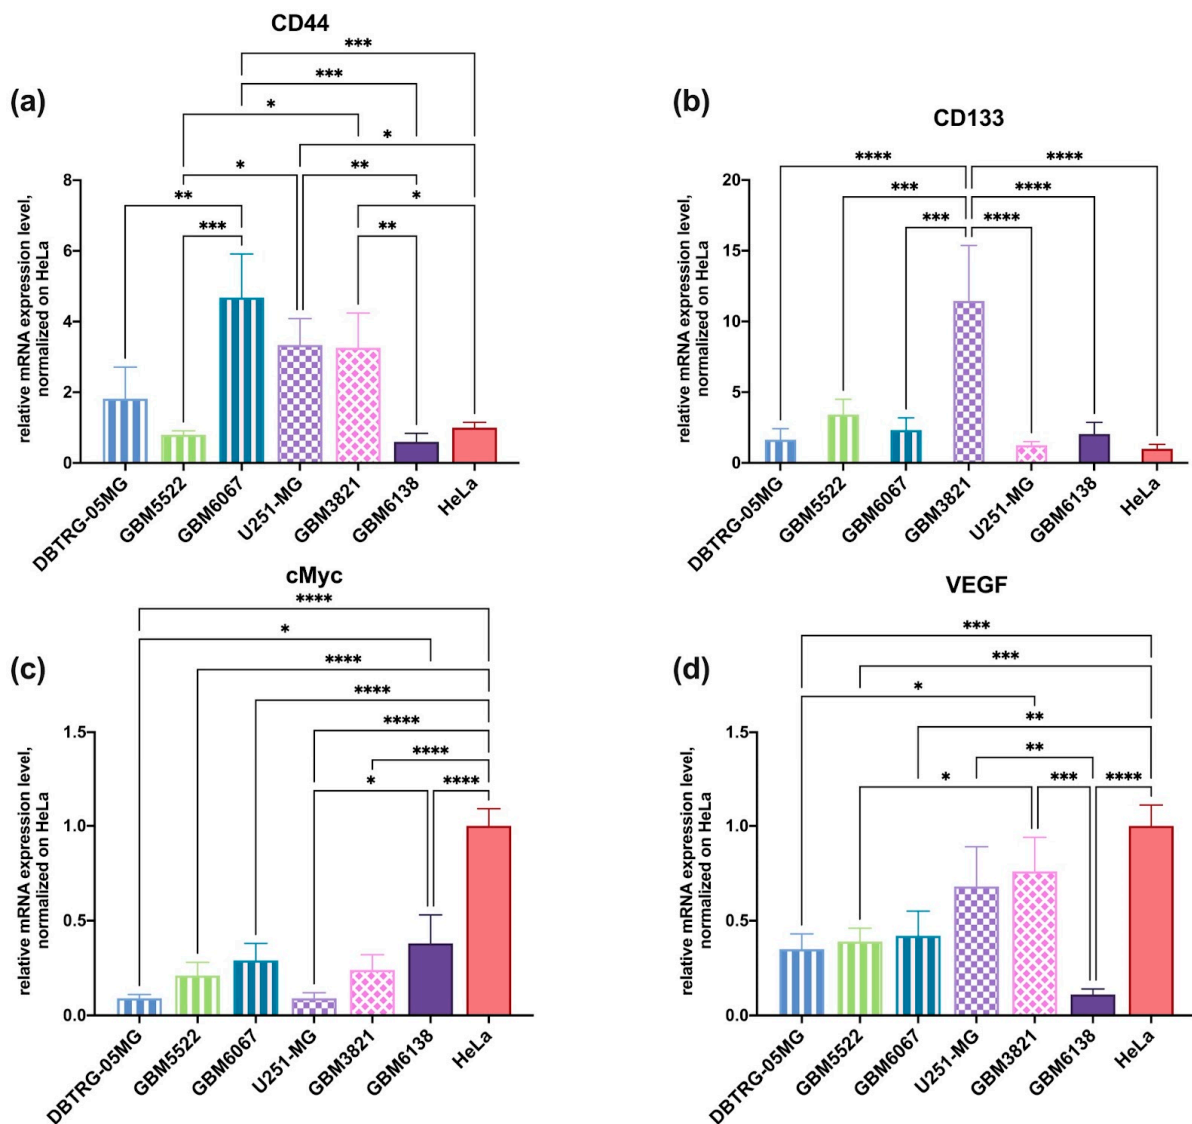 CD44
(a)
***
***
*
*
*
**
**
*
***
**
relative mRNA expression level,
normalized on HeLa
8
6
4
2
0
DBTRG-05MG
GBM5522
GBM6067
U251-MG
GBM3821
GBM6138
HeLa
(b)
CD133
****
****
***
****
***
****
relative mRNA expression level,
normalized on HeLa
20
15
10
5
0
DBTRG-05MG
GBM5522
GBM6067
GBM3821
U251-MG
GBM6138
HeLa
cMyc
(c)
****
*
****
****
****
****
*
****
relative mRNA expression level,
normalized on HeLa
1.5
1.0
0.5
0.0
DBTRG-05MG
GBM5522
GBM6067
U251-MG
GBM3821
GBM6138
HeLa
VEGF
(d)
***
***
*
**
**
*
***
****
relative mRNA expression level,
normalized on HeLa
1.5
1.0
0.5
0.0
DBTRG-05MG
GBM5522
GBM6067
U251-MG
GBM3821
GBM6138
HeLa